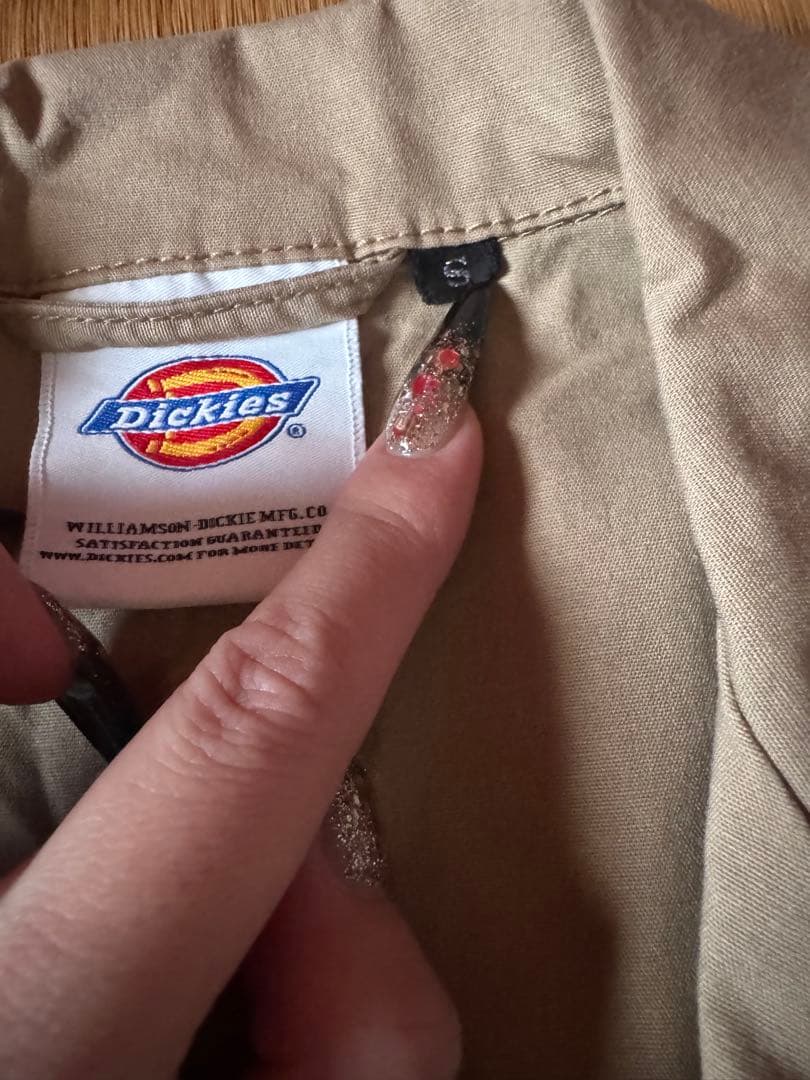 S
Dickies®
WILLIAMSON-DICKIE MFG.CO
SATISFACTION GUARANTEED
WWW.DICKIES.COM FOR MORE DET